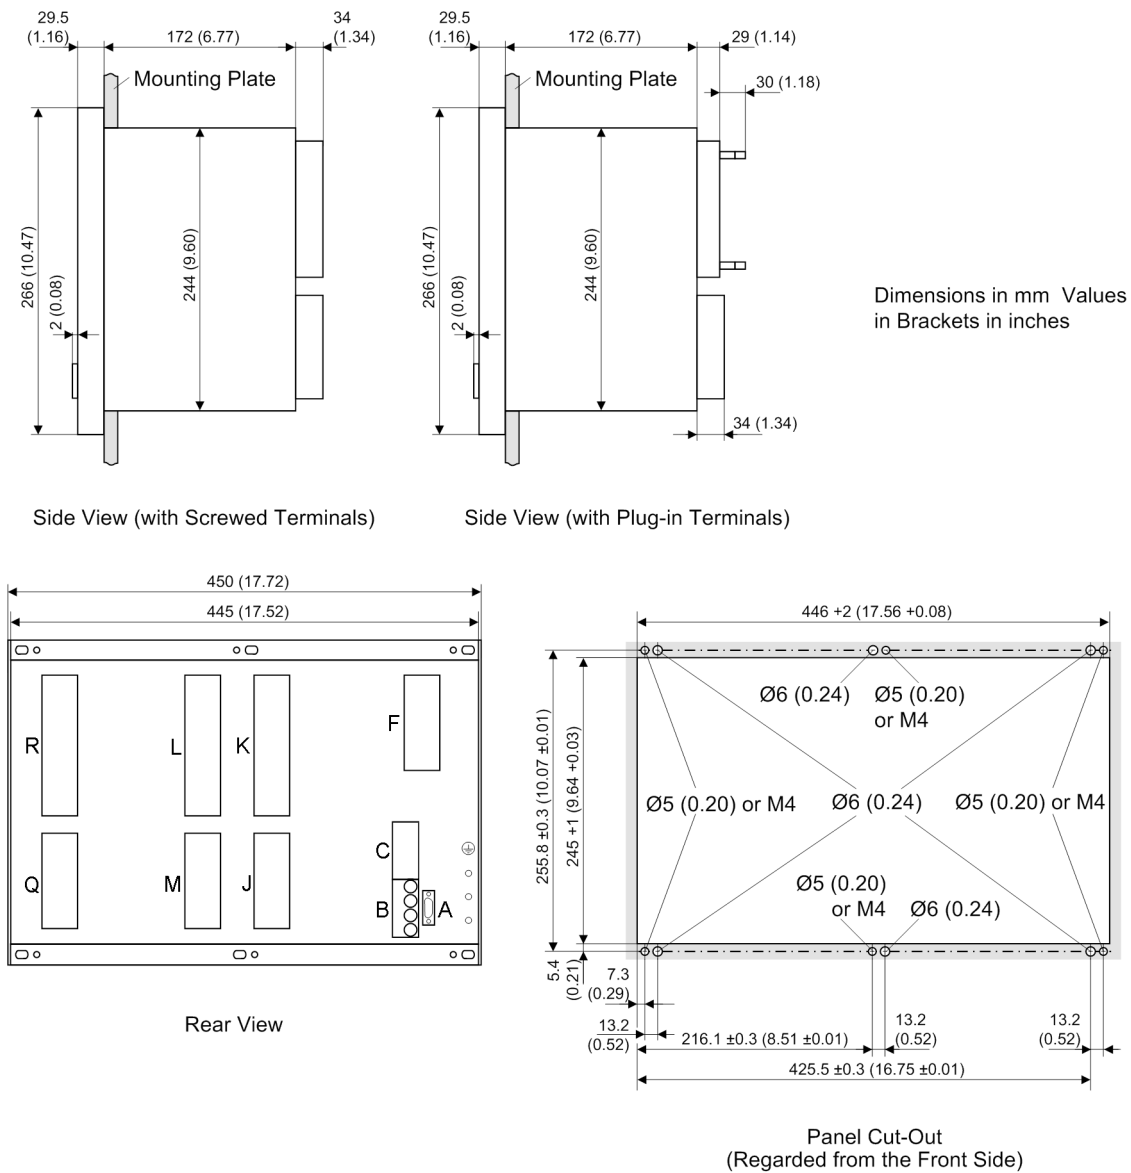 29.5
(1.16)
172 (6.77)
34
(1.34)
Mounting Plate
266 (10.47)
2 (0.08)
244 (9.60)
29.5
(1.16)
172 (6.77)
29 (1.14)
Mounting Plate
30 (1.18)
266 (10.47)
2 (0.08)
244 (9.60)
34 (1.34)
Dimensions in mm Values
in Brackets in inches
Side View (with Screwed Terminals)
Side View (with Plug-in Terminals)
450 (17.72)
445 (17.52)
R
L
K
F
Q
M
J
C
B
A
Rear View
446 +2 (17.56 +0.08)
255.8 ±0.3 (10.07 ±0.01)
245 +1 (9.64 +0.03)
Ø6 (0.24)
Ø5 (0.20)
or M4
Ø5 (0.20) or M4
Ø6 (0.24)
Ø5 (0.20) or M4
Ø5 (0.20)
or M4
Ø6 (0.24)
5.4
(0.21)
7.3
(0.29)
13.2
(0.52)
216.1 ±0.3 (8.51 ±0.01)
13.2
(0.52)
13.2
(0.52)
425.5 ±0.3 (16.75 ±0.01)
Panel Cut-Out
(Regarded from the Front Side)